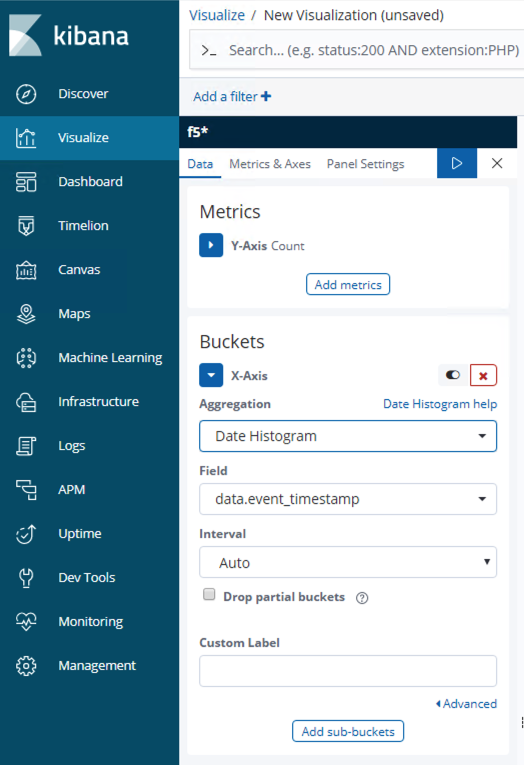 kibana
Discover
Visualize
Dashboard
Timelion
Canvas
Maps
Machine Learning
Infrastructure
Logs
APM
Uptime
Dev Tools
Monitoring
Management
Visualize / New Visualization (unsaved)
>_ Search... (e.g. status:200 AND extension:PHP)
Add a filter +
f5*
Data Metrics & Axes Panel Settings
Metrics
Y-Axis Count
Add metrics
Buckets
X-Axis
Aggregation Date Histogram help
Date Histogram
Field
data.event_timestamp
Interval
Auto
Drop partial buckets ?
Custom Label
Advanced
Add sub-buckets